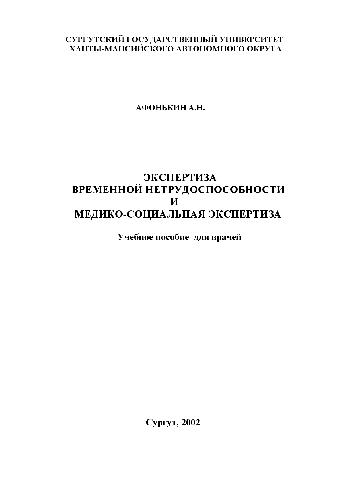 СУРГУТСКИЙ ГОСУДАРСТВЕННЫЙ УНИВЕРСИТЕТ
ХАНТЫ-МАНСИЙСКОГО АВТОНОМНОГО ОКРУГА
АФОНЬКИН А.Н.
ЭКСПЕРТИЗА
ВРЕМЕННОЙ НЕТРУДОСПОСОБНОСТИ
И
МЕДИКО-СОЦИАЛЬНАЯ ЭКСПЕРТИЗА
Учебное пособие для врачей
Сургут, 2002